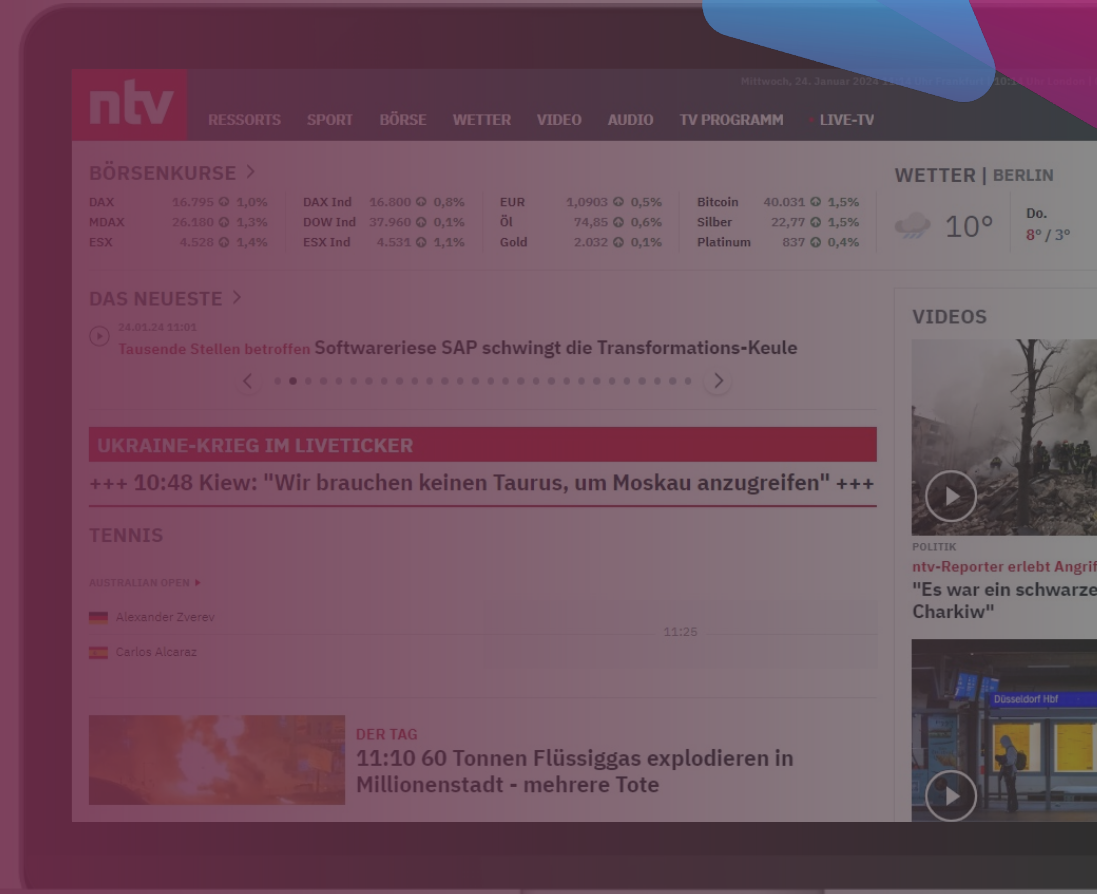 Mittwoch, 24. Januar 2024
ntv
RESSORTS SPORT BÖRSE WETTER VIDEO AUDIO TV PROGRAMM LIVE-TV
BÖRSENKURSE
DAX 16.795 1,0% DAX Ind 16.800 0,8% EUR 1,0903 0,5% Bitcoin 40.031 1,5%
MDAX 26.180 1,3% DOW Ind 37.960 0,1% Öl 74,85 0,6% Silber 22,77 1,5%
ESX 4.528 1,4% ESX Ind 4.531 1,1% Gold 2.032 0,1% Platinum 837 0,4%
WETTER | BERLIN
10° Do.
8° / 3°
DAS NEUESTE
24.01.24 11:01
Tausende Stellen betroffen Softwareriese SAP schwingt die Transformations-Keule
UKRAINE-KRIEG IM LIVETICKER
+++ 10:48 Kiew: "Wir brauchen keinen Taurus, um Moskau anzugreifen" +++
TENNIS
AUSTRALIAN OPEN
Alexander Zverev
11:25
Carlos Alcaraz
DER TAG
11:10 60 Tonnen Flüssiggas explodieren in
Millionenstadt - mehrere Tote
VIDEOS
POLITIK
ntv-Reporter erlebt Angrif
"Es war ein schwarze
Charkiw"
Düsseldorf Hbf